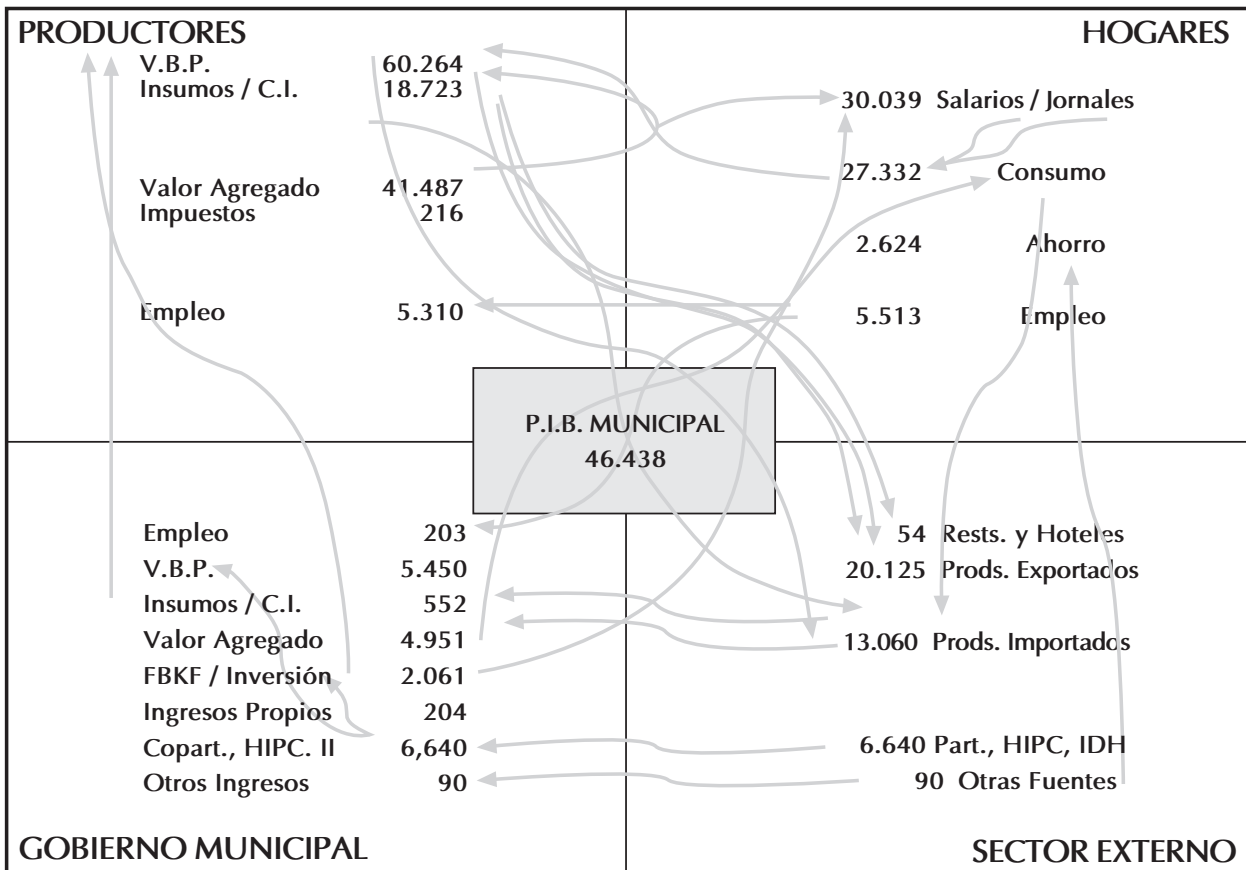 PRODUCTORES
V.B.P. 60.264
Insumos / C.I. 18.723
Valor Agregado 41.487
Impuestos 216
Empleo 5.310
HOGARES
30.039 Salarios / Jornales
27.332 Consumo
2.624 Ahorro
5.513 Empleo
P.I.B. MUNICIPAL
46.438
Empleo 203
V.B.P. 5.450
Insumos / C.I. 552
Valor Agregado 4.951
FBKF / Inversión 2.061
Ingresos Propios 204
Copart., HIPC. II 6,640
Otros Ingresos 90
GOBIERNO MUNICIPAL
54 Rests. y Hoteles
20.125 Prods. Exportados
13.060 Prods. Importados
6.640 Part., HIPC, IDH
90 Otras Fuentes
SECTOR EXTERNO